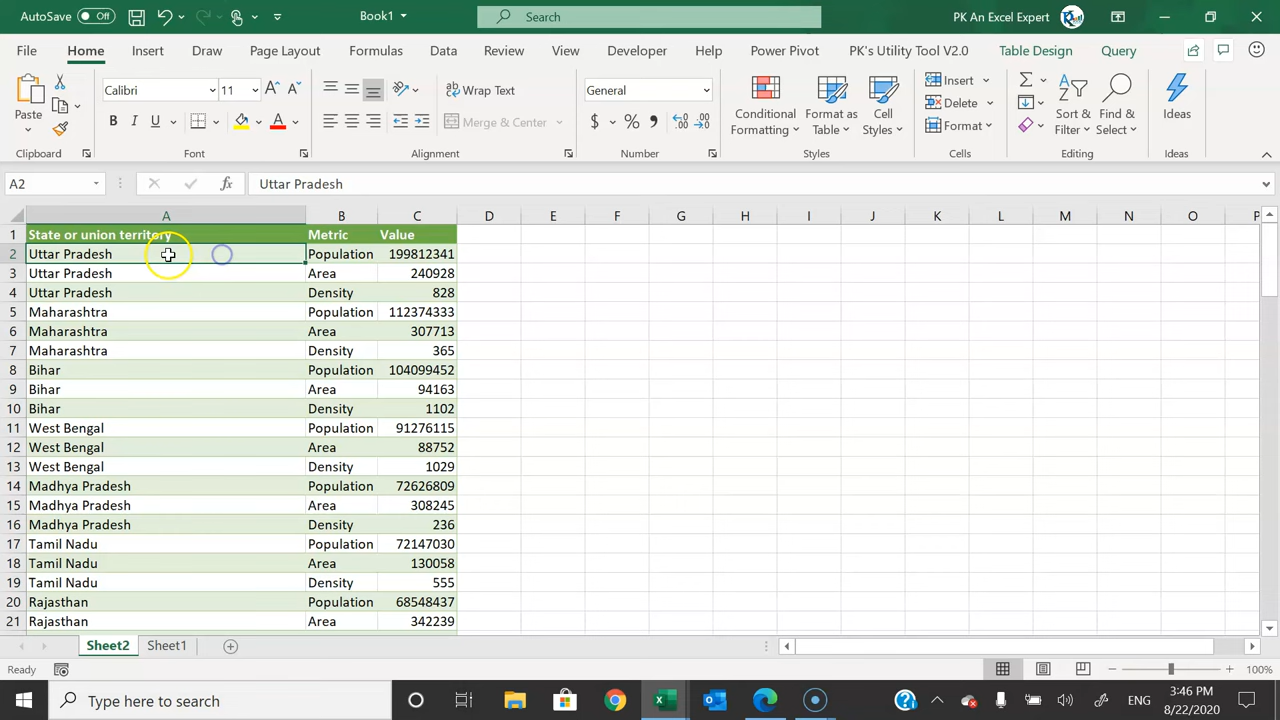 AutoSave Off Book1 Search PK An Excel Expert
File Home Insert Draw Page Layout Formulas Data Review View Developer Help Power Pivot PK's Utility Tool V2.0 Table Design Query
Paste Calibri 11 Wrap Text General Conditional Formatting Format as Table Cell Styles Insert Sort & Filter Find & Select Ideas
B I U Merge & Center $ % Delete
Format
Clipboard Font Alignment Number Styles Cells Editing Ideas
A2 fx Uttar Pradesh
A B C D E F G H I J K L M N O P
1 State or union territory Metric Value
2 Uttar Pradesh Population 199812341
3 Uttar Pradesh Area 240928
4 Uttar Pradesh Density 828
5 Maharashtra Population 112374333
6 Maharashtra Area 307713
7 Maharashtra Density 365
8 Bihar Population 104099452
9 Bihar Area 94163
10 Bihar Density 1102
11 West Bengal Population 91276115
12 West Bengal Area 88752
13 West Bengal Density 1029
14 Madhya Pradesh Population 72626809
15 Madhya Pradesh Area 308245
16 Madhya Pradesh Density 236
17 Tamil Nadu Population 72147030
18 Tamil Nadu Area 130058
19 Tamil Nadu Density 555
20 Rajasthan Population 68548437
21 Rajasthan Area 342239
Sheet2 Sheet1
Ready 100%
Type here to search ENG 3:46 PM
8/22/2020